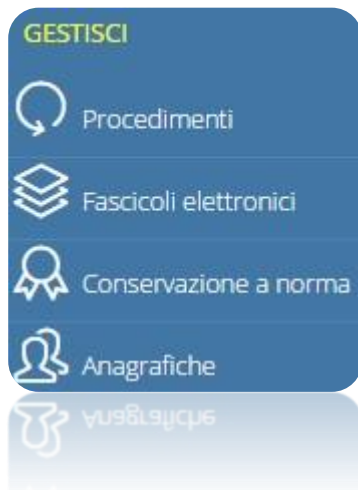 GESTISCI
Procedimenti
Fascicoli elettronici
Conservazione a norma
Anagrafiche